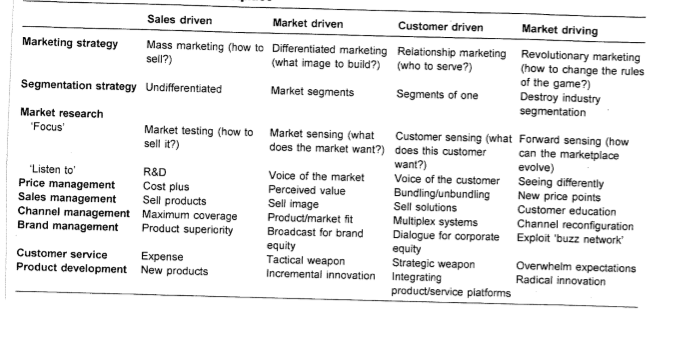 Sales driven Market driven Customer driven Market driving
Marketing strategy Mass marketing (how to Differentiated marketing Relationship marketing Revolutionary marketing
sell?) (what image to build?) (who to serve?) (how to change the rules
of the game?)
Segmentation strategy Undifferentiated Market segments Segments of one Destroy industry
segmentation
Market research
'Focus' Market testing (how to Market sensing (what Customer sensing (what Forward sensing (how
sell it?) does the market want?) does this customer can the marketplace
want?) evolve)
'Listen to' R&D Voice of the market Voice of the customer Seeing differently
Price management Cost plus Perceived value Bundling/unbundling New price points
Sales management Sell products Sell image Sell solutions Customer education
Channel management Maximum coverage Product/market fit Multiplex systems Channel reconfiguration
Brand management Product superiority Broadcast for brand Dialogue for corporate Exploit 'buzz network'
equity equity
Customer service Expense Tactical weapon Strategic weapon Overwhelm expectations
Product development New products Incremental innovation Integrating Radical innovation
product/service platforms